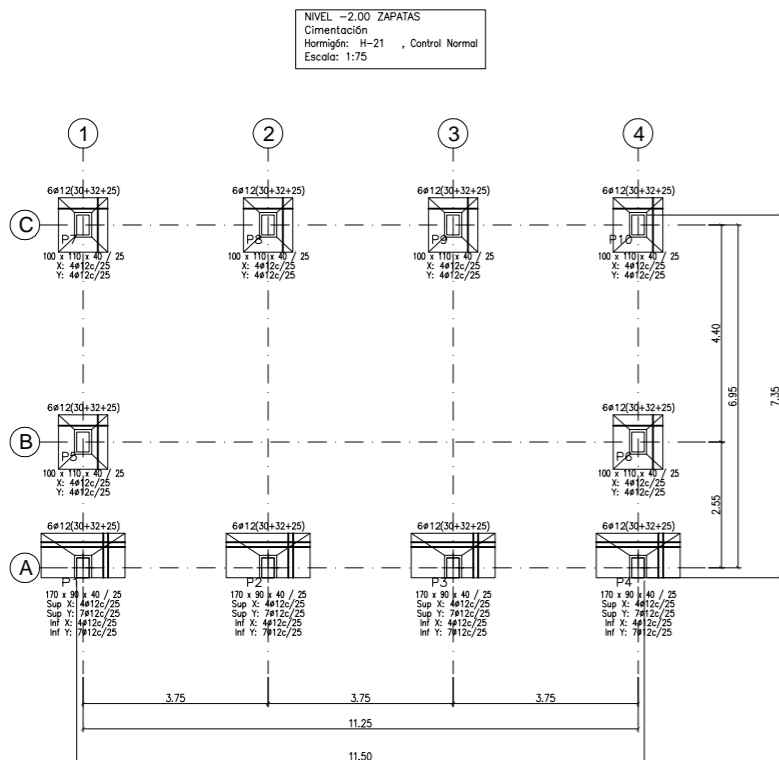 NIVEL -2.00 ZAPATAS
Cimentación
Hormigón: H-21 , Control Normal
Escala: 1:75
1 2 3 4
6ø12(30+32+25) 6ø12(30+32+25) 6ø12(30+32+25) 6ø12(30+32+25)
C
P7 P8 P9 P10
100 x 110 x 40 / 25 100 x 110 x 40 / 25 100 x 110 x 40 / 25 100 x 110 x 40 / 25
X: 4ø12c/25 X: 4ø12c/25 X: 4ø12c/25 X: 4ø12c/25
Y: 4ø12c/25 Y: 4ø12c/25 Y: 4ø12c/25 Y: 4ø12c/25
4.40
6.95
7.35
6ø12(30+32+25) 6ø12(30+32+25)
B
P5 P6
100 x 110 x 40 / 25 100 x 110 x 40 / 25
X: 4ø12c/25 X: 4ø12c/25
Y: 4ø12c/25 Y: 4ø12c/25
2.55
6ø12(30+32+25) 6ø12(30+32+25) 6ø12(30+32+25) 6ø12(30+32+25)
A
P1 P2 P3 P4
170 x 90 x 40 / 25 170 x 90 x 40 / 25 170 x 90 x 40 / 25 170 x 90 x 40 / 25
Sup X: 4ø12c/25 Sup X: 4ø12c/25 Sup X: 4ø12c/25 Sup X: 4ø12c/25
Sup Y: 7ø12c/25 Sup Y: 7ø12c/25 Sup Y: 7ø12c/25 Sup Y: 7ø12c/25
Inf X: 4ø12c/25 Inf X: 4ø12c/25 Inf X: 4ø12c/25 Inf X: 4ø12c/25
Inf Y: 7ø12c/25 Inf Y: 7ø12c/25 Inf Y: 7ø12c/25 Inf Y: 7ø12c/25
3.75 3.75 3.75
11.25
11.50